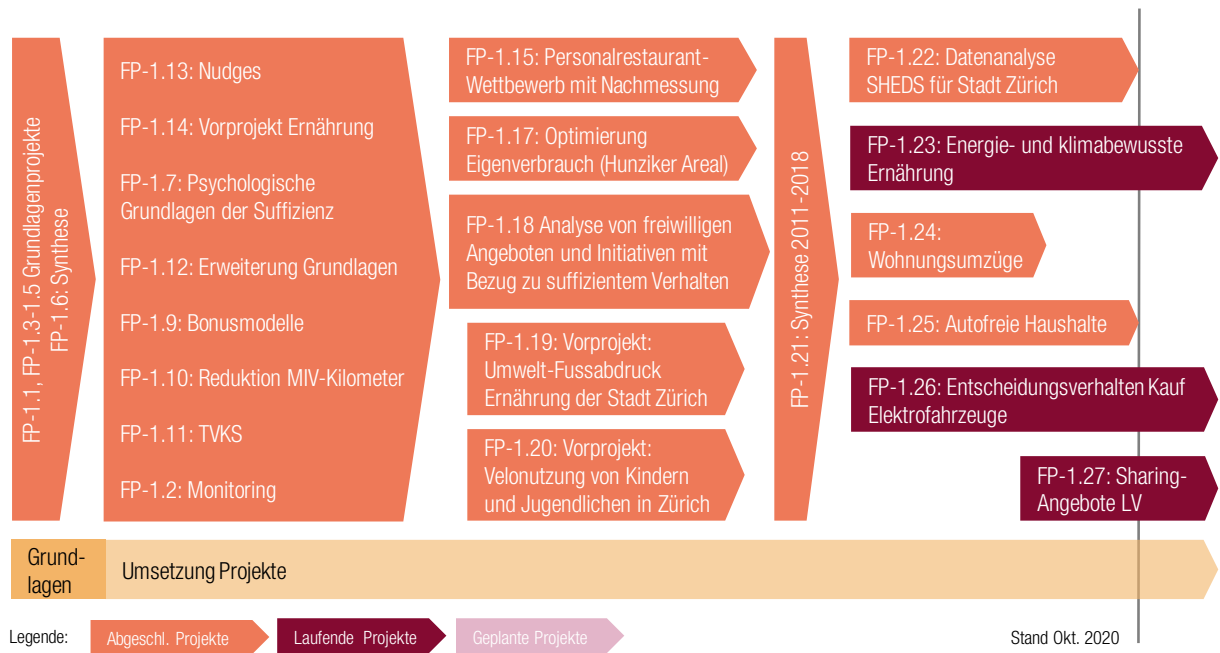 FP-1.1, FP-1.3-1.5 Grundlagenprojekte
FP-1.6: Synthese
FP-1.13: Nudges
FP-1.14: Vorprojekt Ernährung
FP-1.7: Psychologische
Grundlagen der Suffizienz
FP-1.12: Erweiterung Grundlagen
FP-1.9: Bonusmodelle
FP-1.10: Reduktion MIV-Kilometer
FP-1.11: TVKS
FP-1.2: Monitoring
FP-1.15: Personalrestaurant-
Wettbewerb mit Nachmessung
FP-1.17: Optimierung
Eigenverbrauch (Hunziker Areal)
FP-1.18 Analyse von freiwilligen
Angeboten und Initiativen mit
Bezug zu suffizientem Verhalten
FP-1.19: Vorprojekt:
Umwelt-Fussabdruck
Ernährung der Stadt Zürich
FP-1.20: Vorprojekt:
Velonutzung von Kindern
und Jugendlichen in Zürich
FP-1.21: Synthese 2011-2018
FP-1.22: Datenanalyse
SHEDS für Stadt Zürich
FP-1.23: Energie- und klimabewusste
Ernährung
FP-1.24:
Wohnungsumzüge
FP-1.25: Autofreie Haushalte
FP-1.26: Entscheidungsverhalten Kauf
Elektrofahrzeuge
FP-1.27: Sharing-
Angebote LV
Grund-
lagen
Umsetzung Projekte
Legende:
Abgeschl. Projekte
Laufende Projekte
Geplante Projekte
Stand Okt. 2020